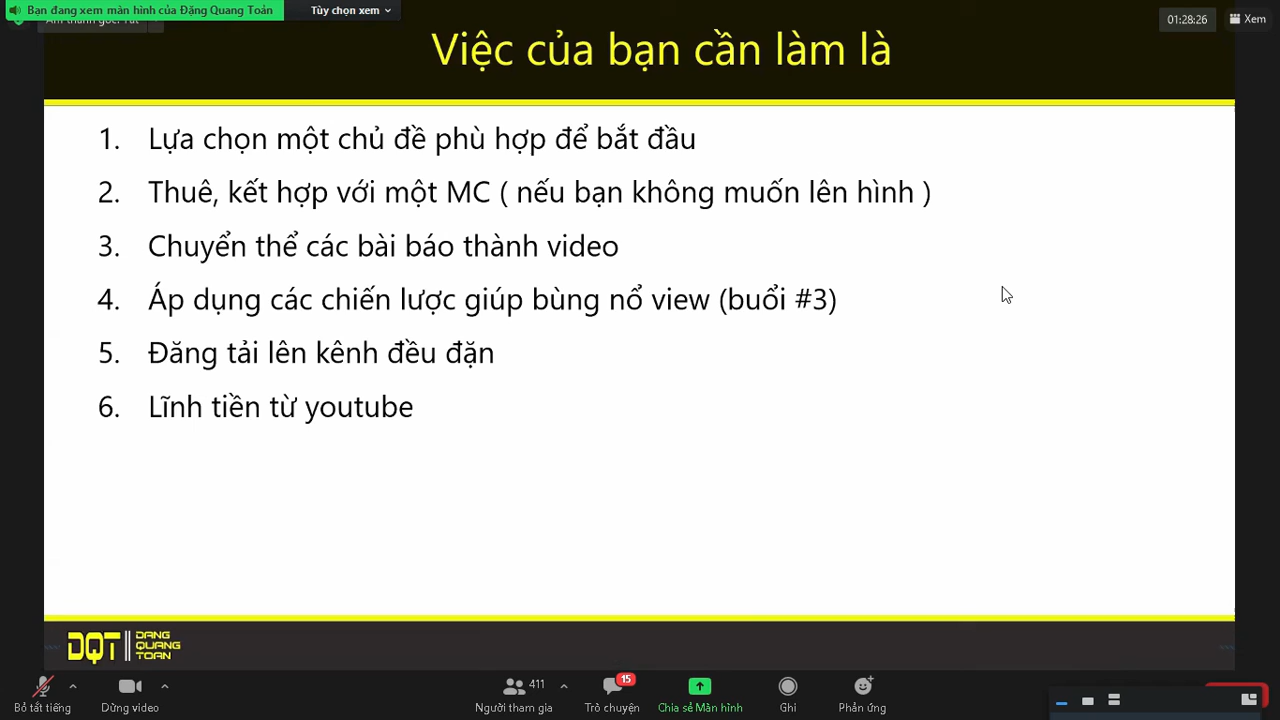 Bạn đang xem màn hình của Đặng Quang Toản
Tùy chọn xem
Âm thanh gốc: Tắt
01:28:26
Xem
Việc của bạn cần làm là
1. Lựa chọn một chủ đề phù hợp để bắt đầu
2. Thuê, kết hợp với một MC ( nếu bạn không muốn lên hình )
3. Chuyển thể các bài báo thành video
4. Áp dụng các chiến lược giúp bùng nổ view (buổi #3)
5. Đăng tải lên kênh đều đặn
6. Lĩnh tiền từ youtube
DQT
DANG
QUANG
TOAN
411
15
Bỏ tắt tiếng
Dừng video
Người tham gia
Trò chuyện
Chia sẻ Màn hình
Ghi
Phản ứng